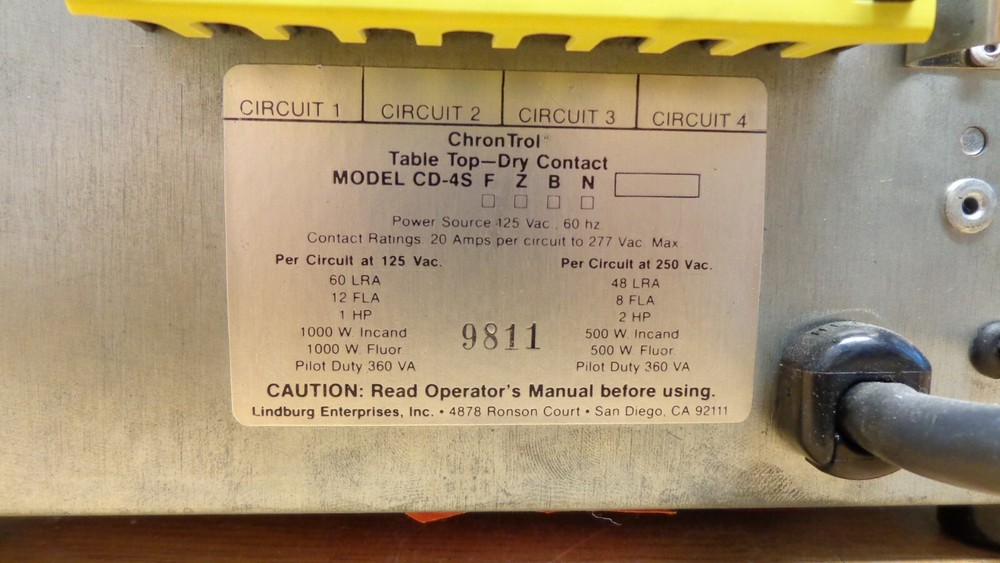 CIRCUIT 1 CIRCUIT 2 CIRCUIT 3 CIRCUIT 4
ChronTrol
Table Top—Dry Contact
MODEL CD-4S F Z B N
Power Source 125 Vac., 60 hz
Contact Ratings. 20 Amps per circuit to 277 Vac. Max
Per Circuit at 125 Vac. Per Circuit at 250 Vac.
60 LRA 48 LRA
12 FLA 8 FLA
1 HP 2 HP
1000 W. Incand 500 W. Incand
1000 W. Fluor 500 W. Fluor
Pilot Duty 360 VA Pilot Duty 360 VA
9811
CAUTION: Read Operator's Manual before using.
Lindburg Enterprises, Inc. • 4878 Ronson Court • San Diego, CA 92111